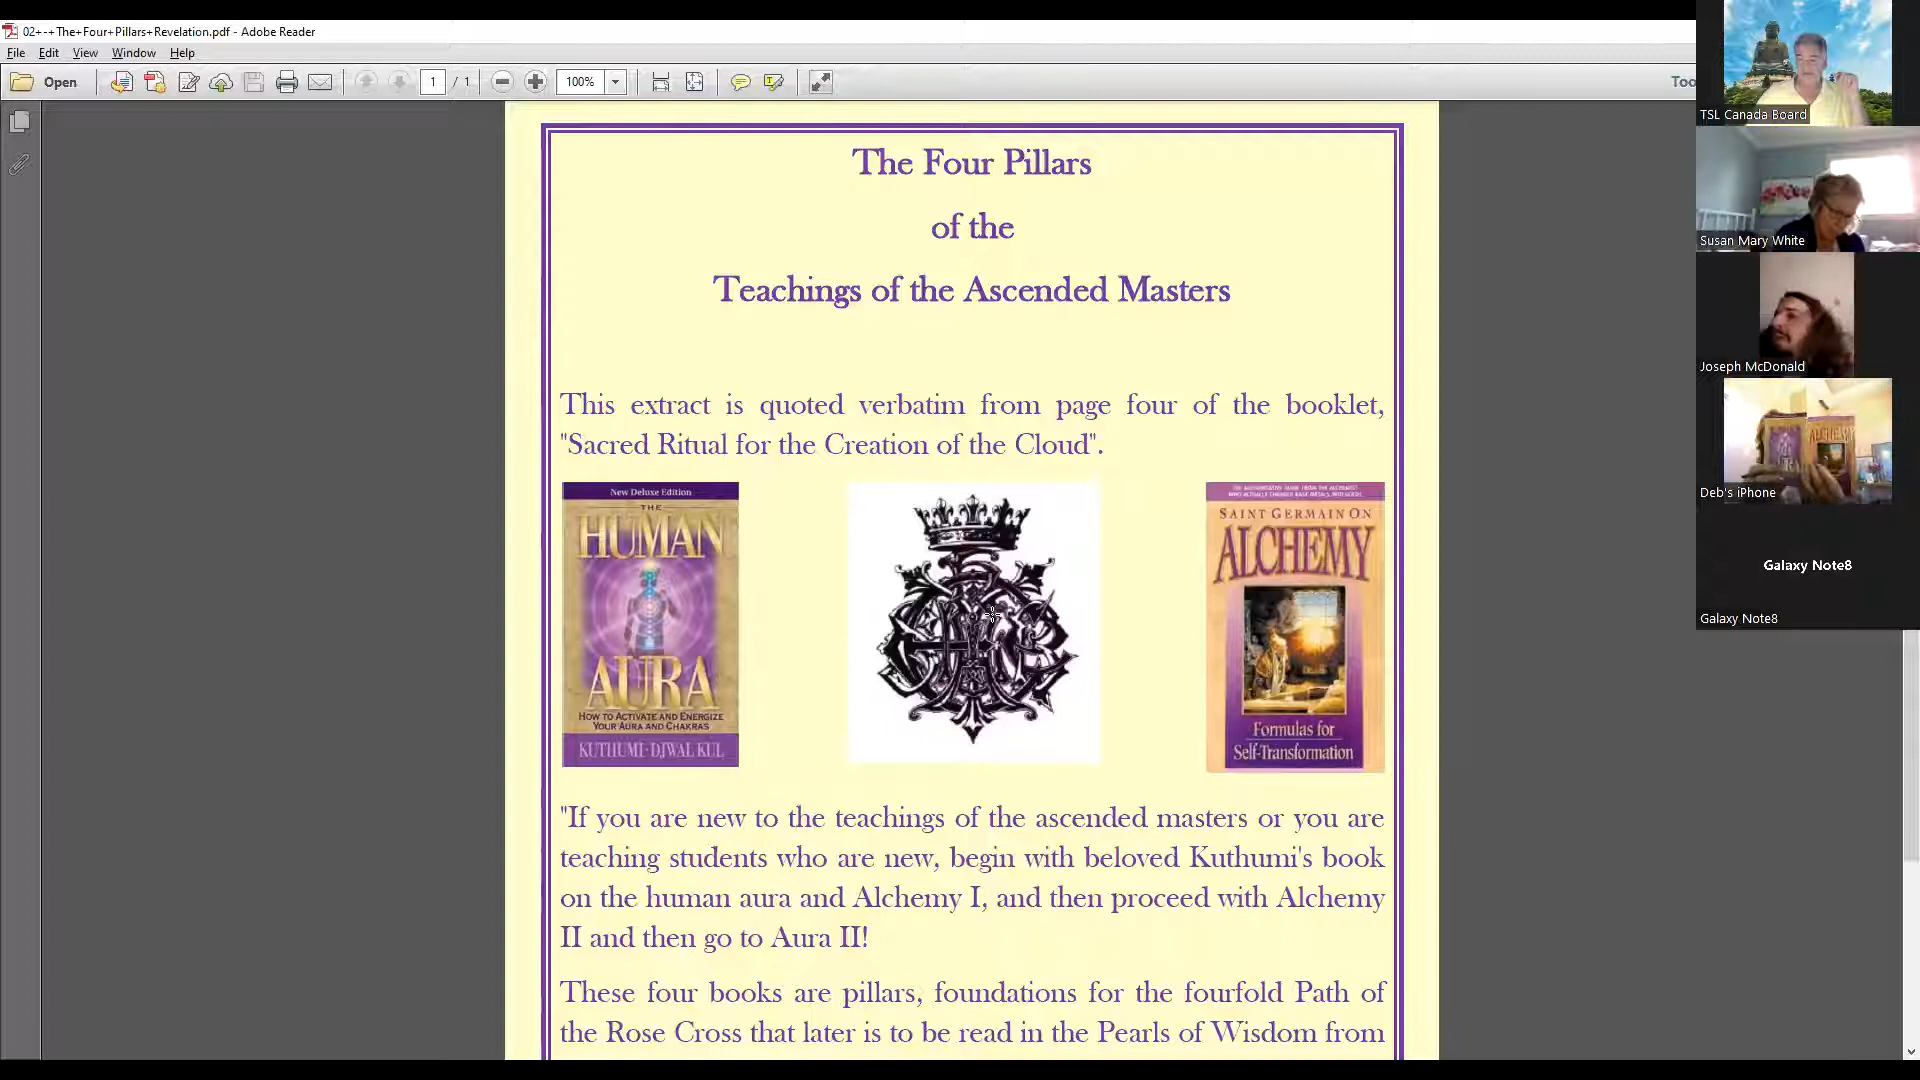 02+-+The+Four+Pillars+Revelation.pdf - Adobe Reader
File Edit View Window Help
Open 1 / 1 100% Too
The Four Pillars
of the
Teachings of the Ascended Masters
This extract is quoted verbatim from page four of the booklet,
"Sacred Ritual for the Creation of the Cloud".
New Deluxe Edition
THE
HUMAN
AURA
HOW TO ACTIVATE AND ENERGIZE
YOUR AURA AND CHAKRAS
KUTHUMI · DJWAL KUL
SAINT GERMAIN ON
ALCHEMY
Formulas for
Self-Transformation
"If you are new to the teachings of the ascended masters or you are
teaching students who are new, begin with beloved Kuthumi's book
on the human aura and Alchemy I, and then proceed with Alchemy
II and then go to Aura II!
These four books are pillars, foundations for the fourfold Path of
the Rose Cross that later is to be read in the Pearls of Wisdom from
TSL Canada Board
Susan Mary White
Joseph McDonald
AURA
ALCHEMY
Deb's iPhone
Galaxy Note8
Galaxy Note8